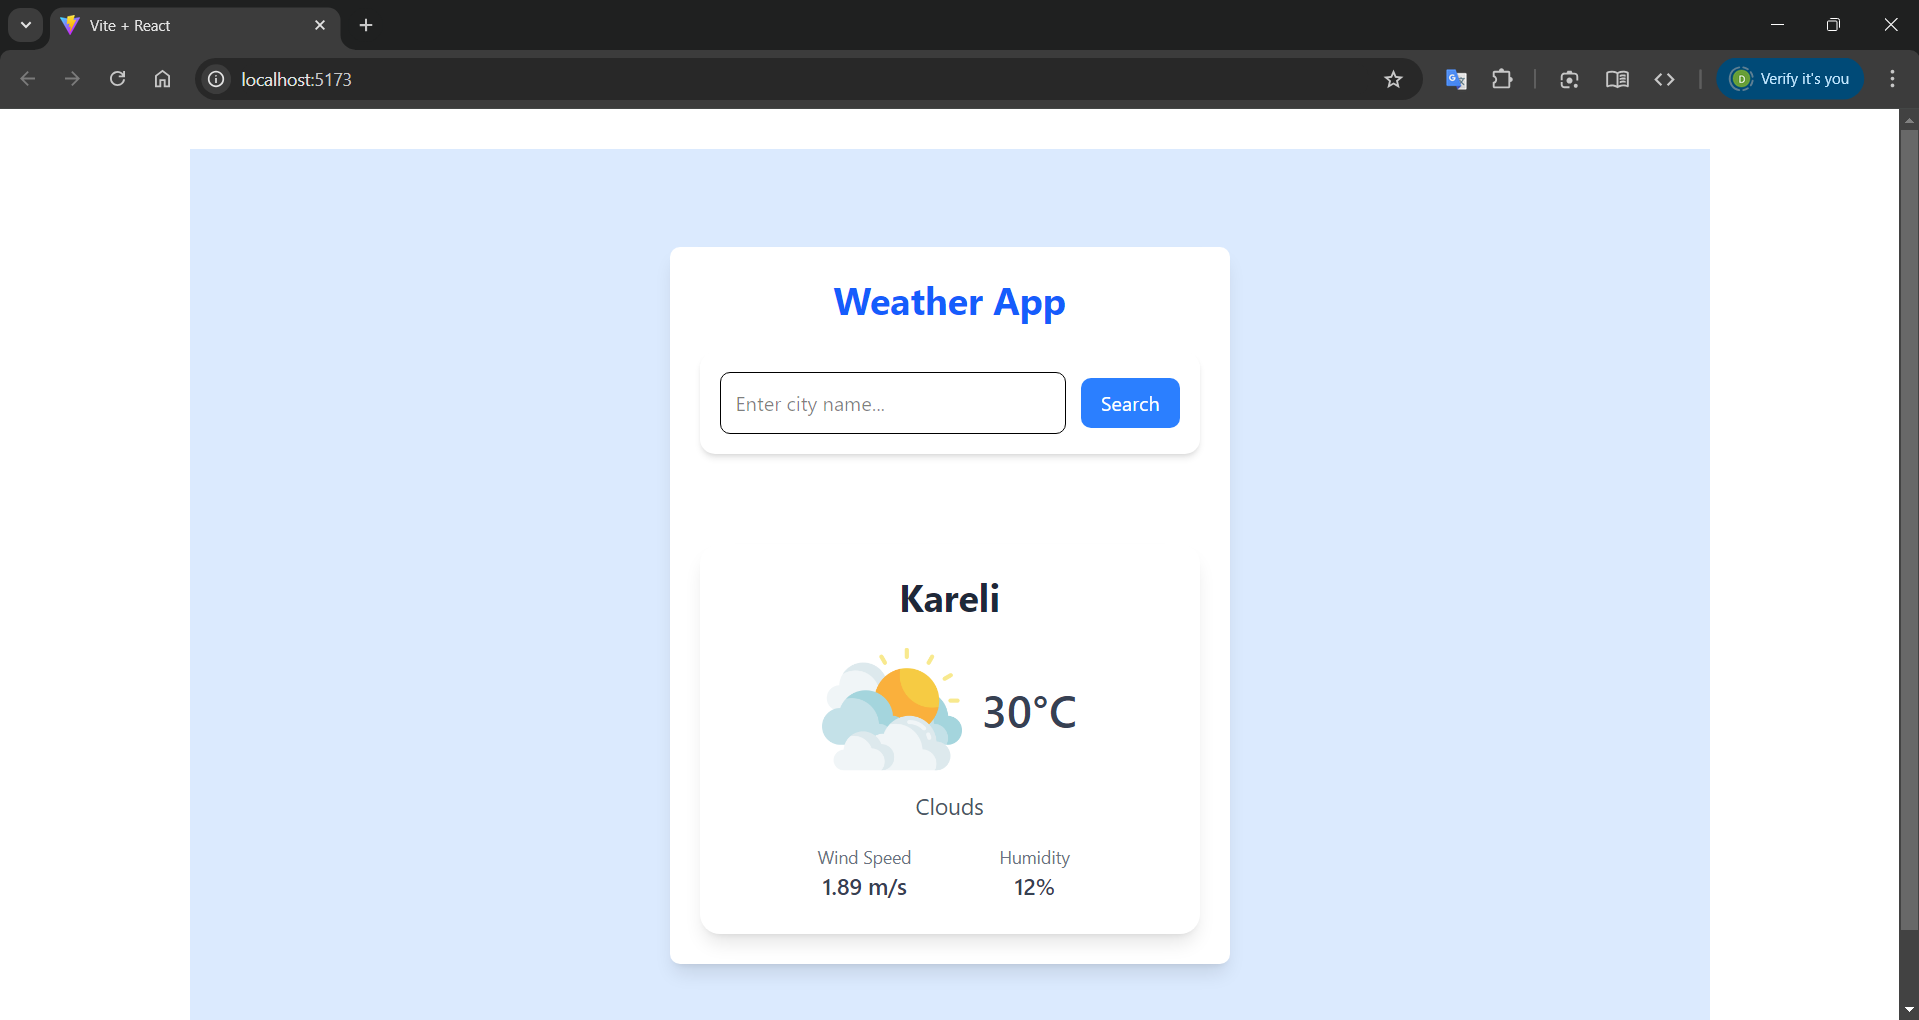 Vite + React
localhost:5173
D Verify it's you
Weather App
Enter city name...
Search
Kareli
30°C
Clouds
Wind Speed Humidity
1.89 m/s 12%